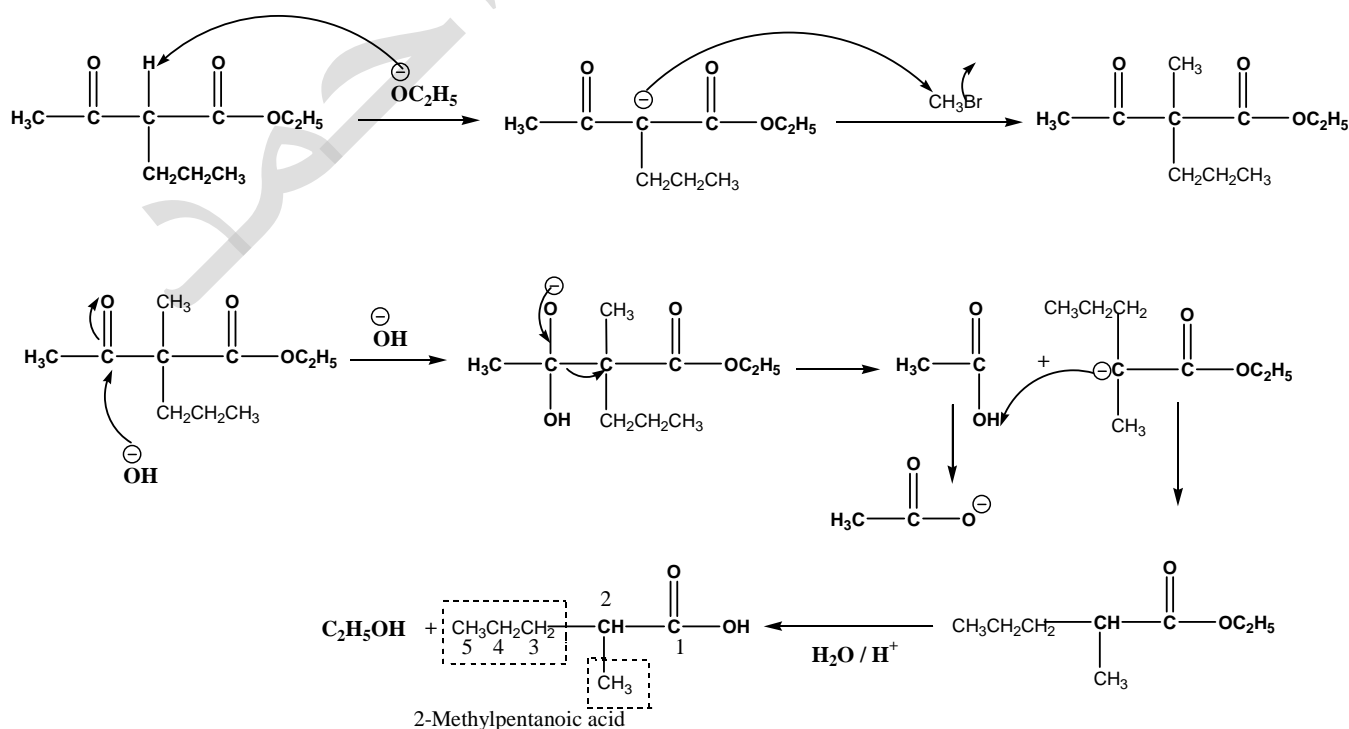 O H O ⊖ O O O CH₃ O
OC₂H₅ CH₃Br
H₃C C C C OC₂H₅ H₃C C C C OC₂H₅ H₃C C C C OC₂H₅
CH₂CH₂CH₃ CH₂CH₂CH₃ CH₂CH₂CH₃
O CH₃ O ⊖ O CH₃ O O CH₃CH₂CH₂ O
⊖ OH
H₃C C C C OC₂H₅ H₃C C C C OC₂H₅ H₃C C + ⊖ C C OC₂H₅
CH₂CH₂CH₃ OH CH₂CH₂CH₃ OH CH₃
⊖ OH
O
H₃C C O ⊖
O O
2
C₂H₅OH + CH₃CH₂CH₂ CH C OH CH₃CH₂CH₂ CH C OC₂H₅
5 4 3 1 H₂O / H⁺
CH₃ CH₃
2-Methylpentanoic acid